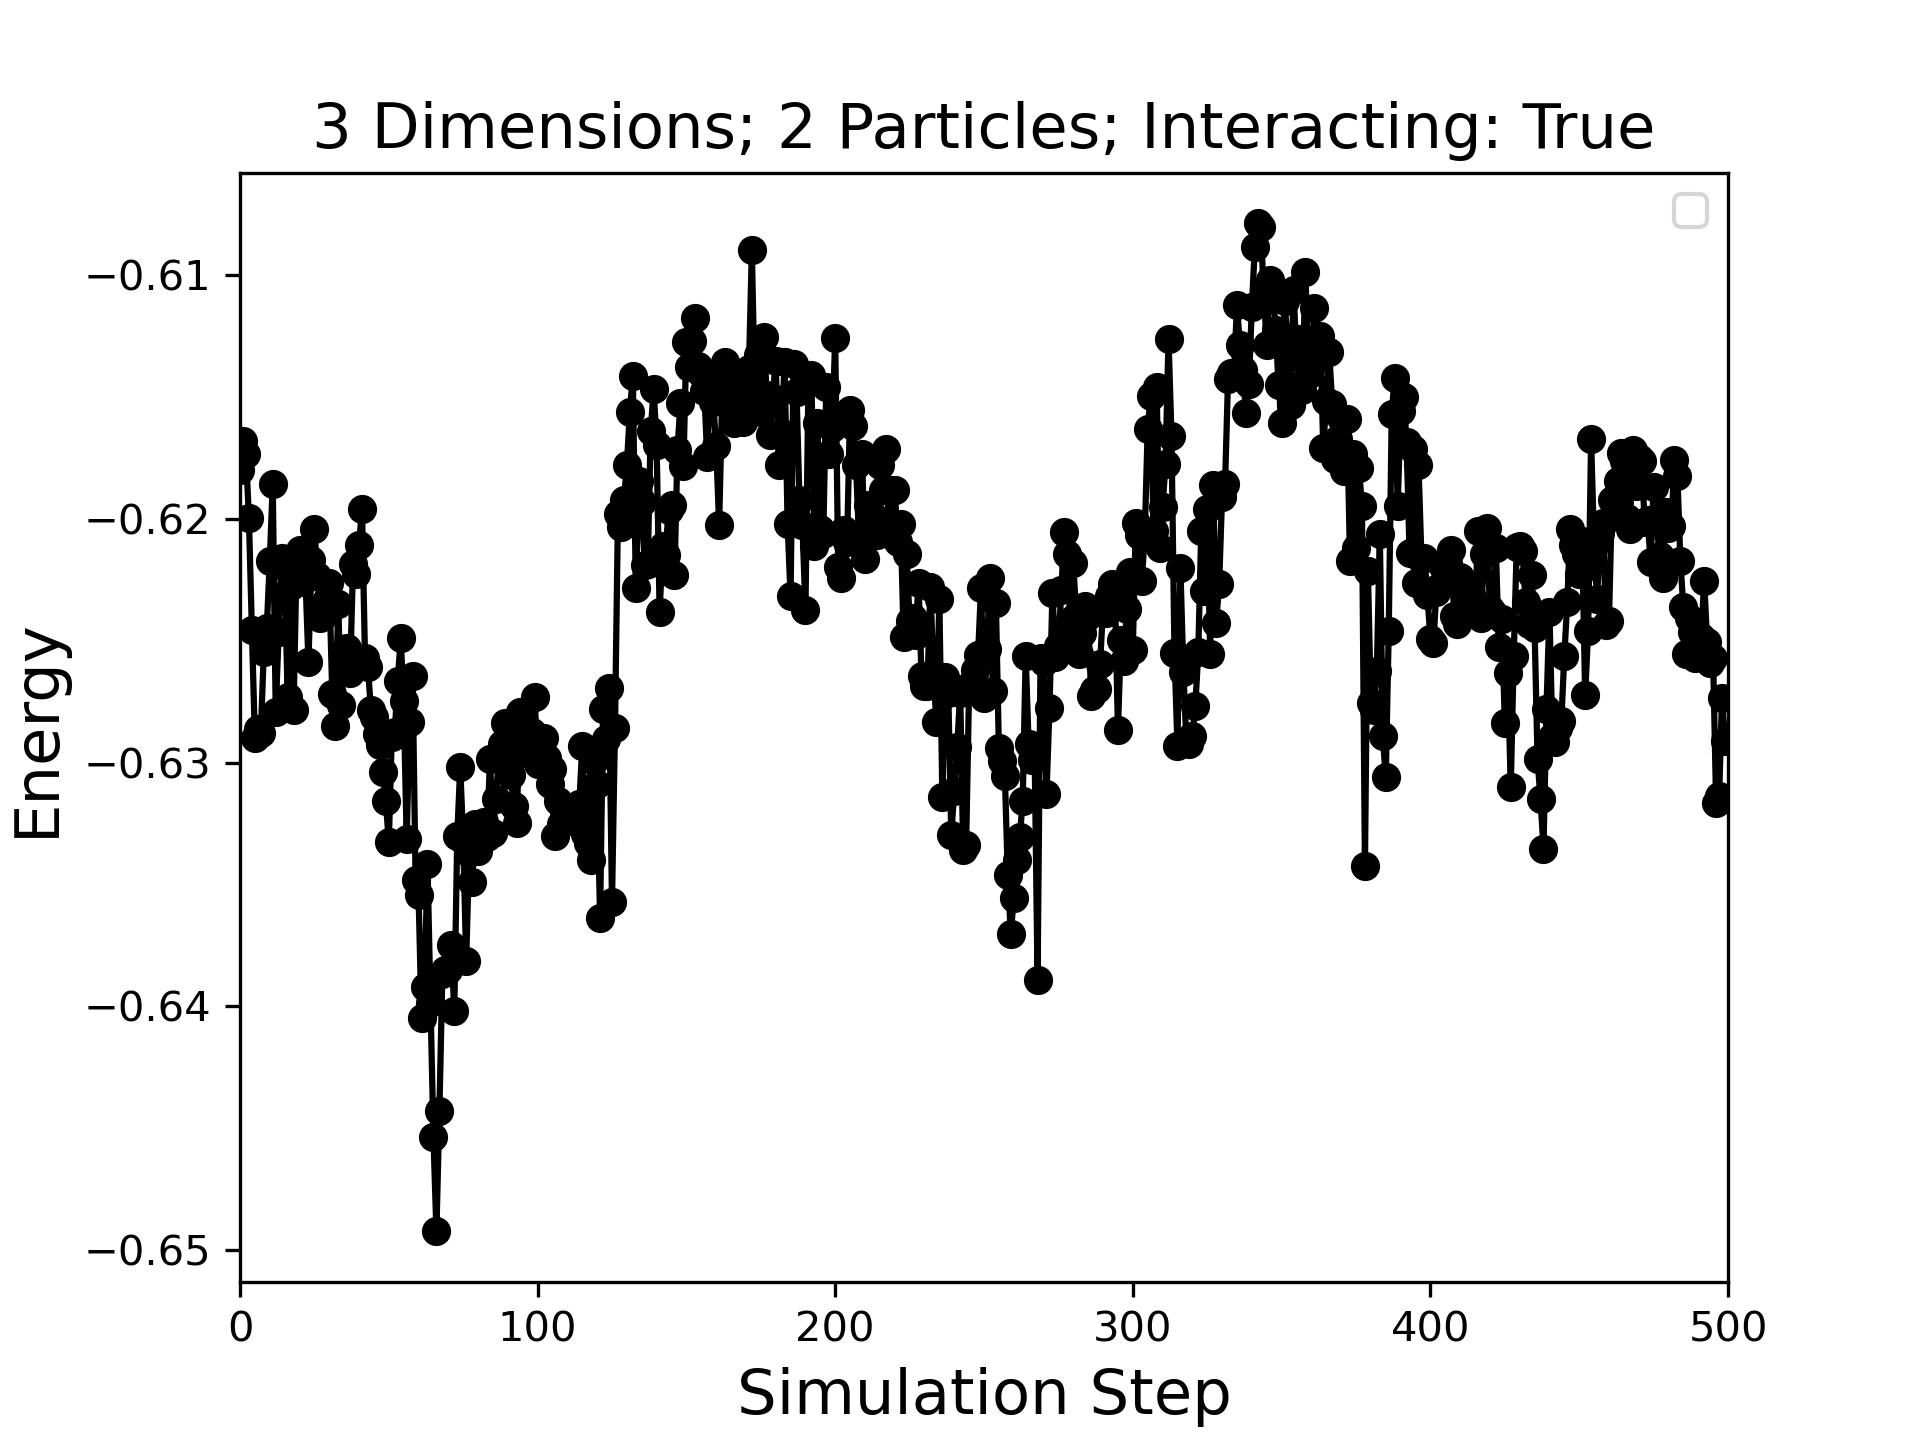 3 Dimensions; 2 Particles; Interacting: True
Energy
−0.61
−0.62
−0.63
−0.64
−0.65
0 100 200 300 400 500
Simulation Step